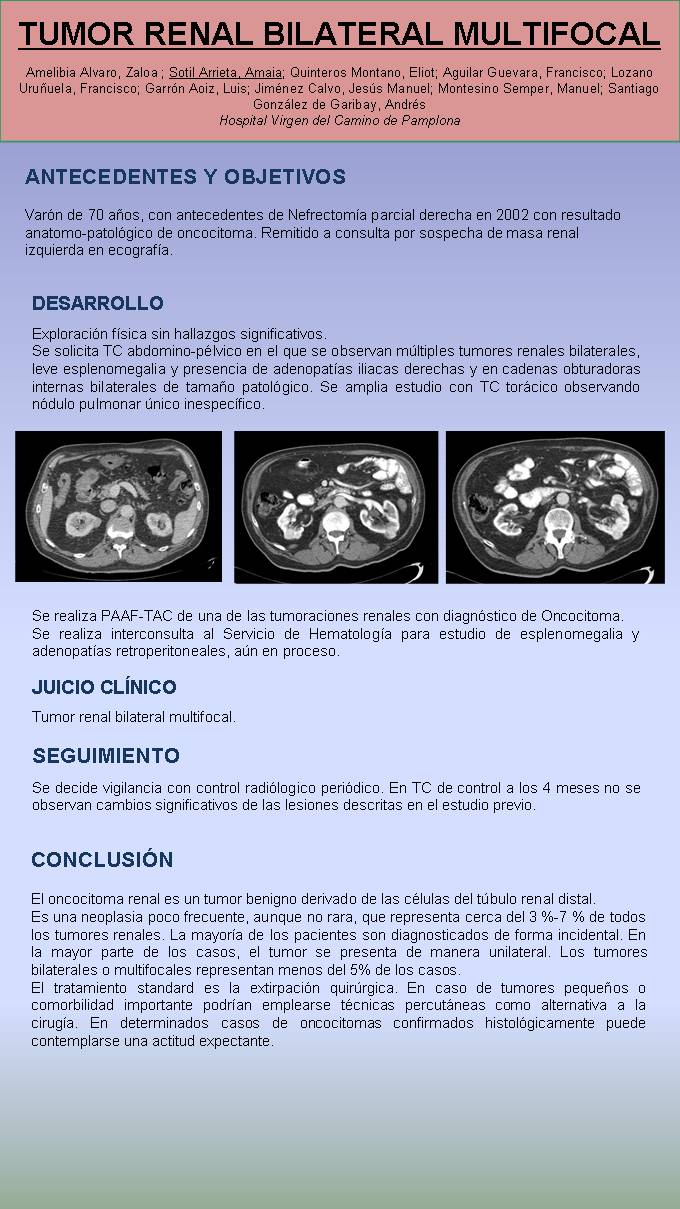 TUMOR RENAL BILATERAL MULTIFOCAL
Amelibia Alvaro, Zaloa ; Sotil Arrieta, Amaia; Quinteros Montano, Eliot; Aguilar Guevara, Francisco; Lozano
Uruñuela, Francisco; Garrón Aoiz, Luis; Jiménez Calvo, Jesús Manuel; Montesino Semper, Manuel; Santiago
González de Garibay, Andrés
Hospital Virgen del Camino de Pamplona
ANTECEDENTES Y OBJETIVOS
Varón de 70 años, con antecedentes de Nefrectomía parcial derecha en 2002 con resultado
anatomo-patológico de oncocitoma. Remitido a consulta por sospecha de masa renal
izquierda en ecografía.
DESARROLLO
Exploración física sin hallazgos significativos.
Se solicita TC abdomino-pélvico en el que se observan múltiples tumores renales bilaterales,
leve esplenomegalia y presencia de adenopatías iliacas derechas y en cadenas obturadoras
internas bilaterales de tamaño patológico. Se amplia estudio con TC torácico observando
nódulo pulmonar único inespecífico.
Se realiza PAAF-TAC de una de las tumoraciones renales con diagnóstico de Oncocitoma.
Se realiza interconsulta al Servicio de Hematología para estudio de esplenomegalia y
adenopatías retroperitoneales, aún en proceso.
JUICIO CLÍNICO
Tumor renal bilateral multifocal.
SEGUIMIENTO
Se decide vigilancia con control radiólogico periódico. En TC de control a los 4 meses no se
observan cambios significativos de las lesiones descritas en el estudio previo.
CONCLUSIÓN
El oncocitoma renal es un tumor benigno derivado de las células del túbulo renal distal.
Es una neoplasia poco frecuente, aunque no rara, que representa cerca del 3 %-7 % de todos
los tumores renales. La mayoría de los pacientes son diagnosticados de forma incidental. En
la mayor parte de los casos, el tumor se presenta de manera unilateral. Los tumores
bilaterales o multifocales representan menos del 5% de los casos.
El tratamiento standard es la extirpación quirúrgica. En caso de tumores pequeños o
comorbilidad importante podrían emplearse técnicas percutáneas como alternativa a la
cirugía. En determinados casos de oncocitomas confirmados histológicamente puede
contemplarse una actitud expectante.